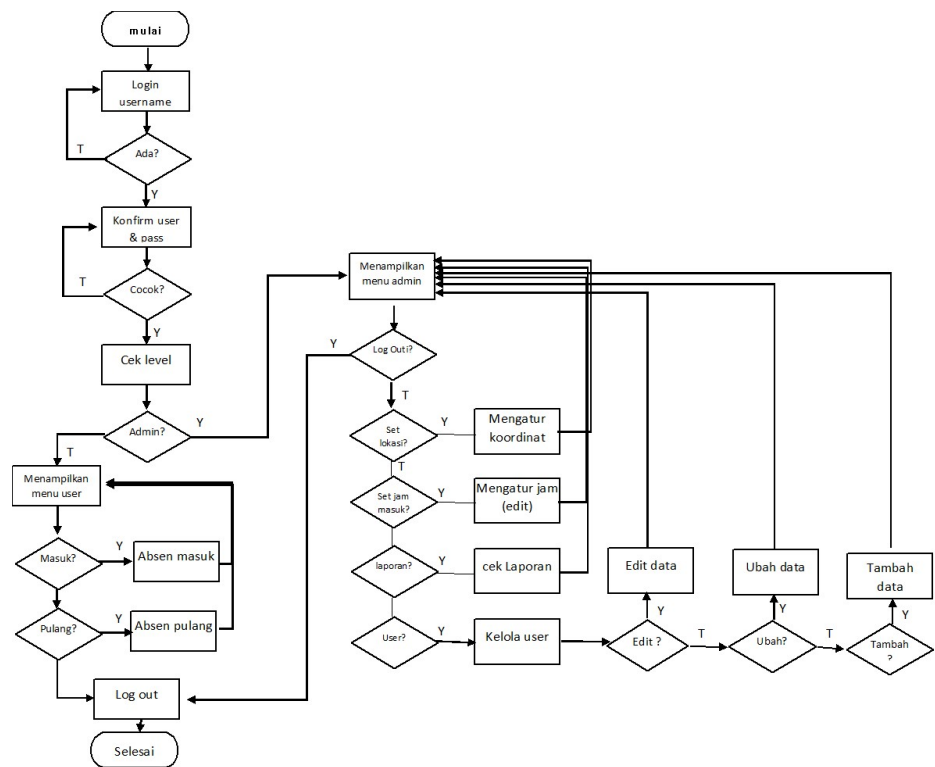 mulai
Login
username
Ada?
T
Y
Konfirm user
& pass
Cocok?
T
Y
Cek level
Admin?
Y
T
Menampilkan
menu user
Masuk?
Y
Absen masuk
Pulang?
Y
Absen pulang
Log out
Selesai
Menampilkan
menu admin
Log Outi?
Y
T
Set
lokasi?
Y
Mengatur
koordinat
T
Set jam
masuk?
Y
Mengatur jam
(edit)
laporan?
Y
cek Laporan
User?
Y
Kelola user
Edit ?
Y
Edit data
T
Ubah?
Y
Ubah data
T
Tambah
?
Y
Tambah
data